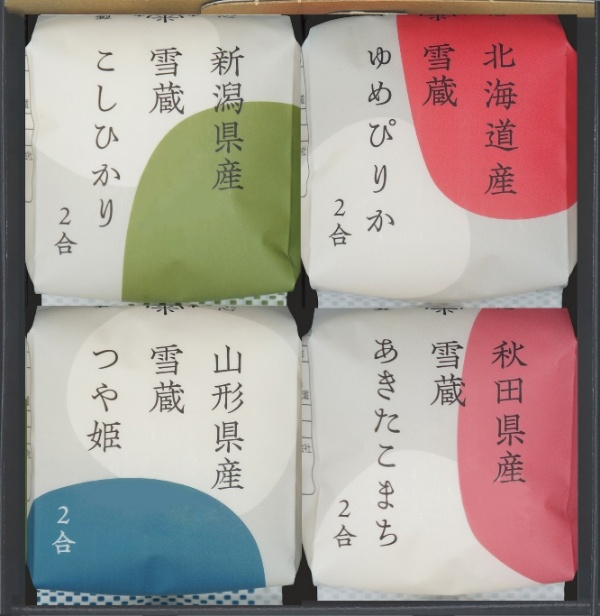 新潟県産
雪蔵
こしひかり
2合
北海道産
雪蔵
ゆめぴりか
2合
山形県産
雪蔵
つや姫
2合
秋田県産
雪蔵
あきたこまち
2合